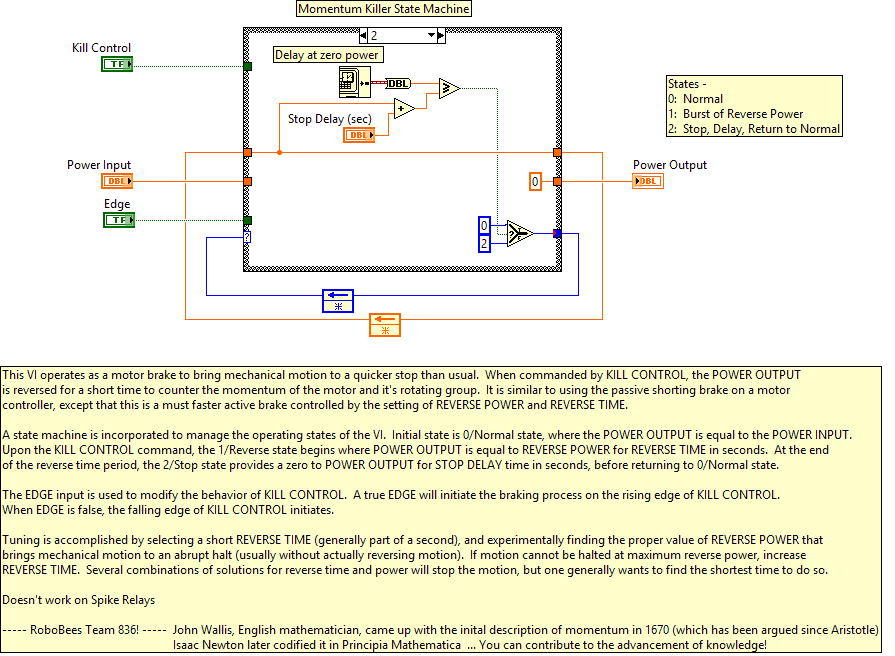 Momentum Killer State Machine
2
Kill Control
TF
Delay at zero power
DBL
Stop Delay (sec)
DBL
States -
0: Normal
1: Burst of Reverse Power
2: Stop, Delay, Return to Normal
Power Input
DBL
Power Output
DBL
0
Edge
TF
?
0
2
?
This VI operates as a motor brake to bring mechanical motion to a quicker stop than usual. When commanded by KILL CONTROL, the POWER OUTPUT
is reversed for a short time to counter the momentum of the motor and it's rotating group. It is similar to using the passive shorting brake on a motor
controller, except that this is a must faster active brake controlled by the setting of REVERSE POWER and REVERSE TIME.
A state machine is incorporated to manage the operating states of the VI. Initial state is 0/Normal state, where the POWER OUTPUT is equal to the POWER INPUT.
Upon the KILL CONTROL command, the 1/Reverse state begins where POWER OUTPUT is equal to REVERSE POWER for REVERSE TIME in seconds. At the end
of the reverse time period, the 2/Stop state provides a zero to POWER OUTPUT for STOP DELAY time in seconds, before returning to 0/Normal state.
The EDGE input is used to modify the behavior of KILL CONTROL. A true EDGE will initiate the braking process on the rising edge of KILL CONTROL.
When EDGE is false, the falling edge of KILL CONTROL initiates.
Tuning is accomplished by selecting a short REVERSE TIME (generally part of a second), and experimentally finding the proper value of REVERSE POWER that
brings mechanical motion to an abrupt halt (usually without actually reversing motion). If motion cannot be halted at maximum reverse power, increase
REVERSE TIME. Several combinations of solutions for reverse time and power will stop the motion, but one generally wants to find the shortest time to do so.
Doesn't work on Spike Relays
----- RoboBees Team 836! ----- John Wallis, English mathematician, came up with the inital description of momentum in 1670 (which has been argued since Aristotle)
Isaac Newton later codified it in Principia Mathematica ... You can contribute to the advancement of knowledge!